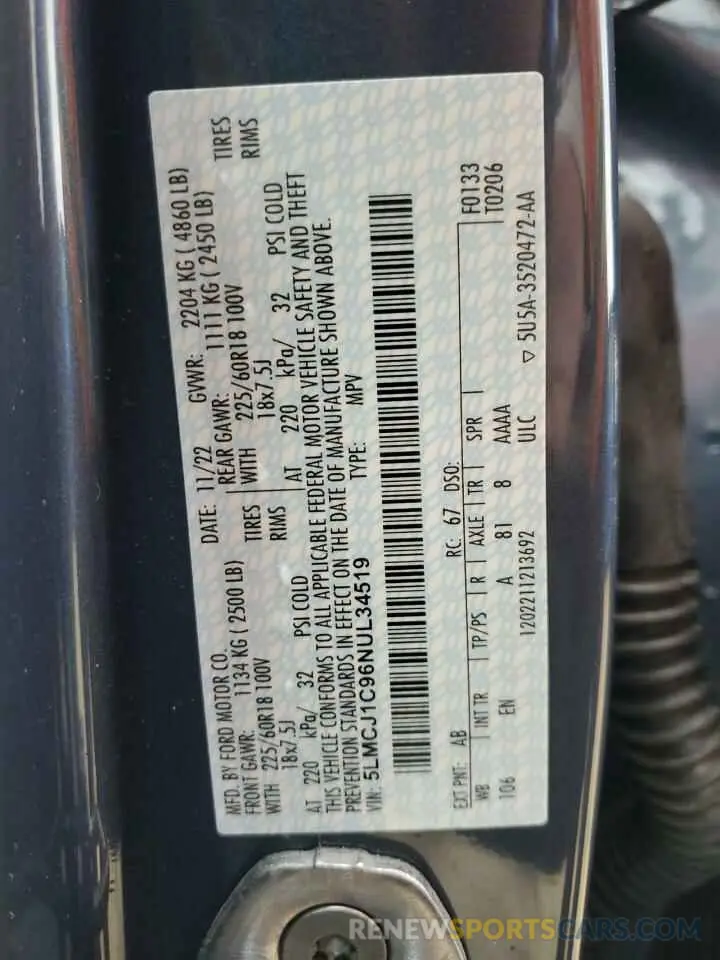 MFD. BY FORD MOTOR CO.
DATE: 11/22 GVWR: 2204 KG ( 4860 LB)
FRONT GAWR: 1134 KG ( 2500 LB)
REAR GAWR: 1111 KG ( 2450 LB)
WITH 225/60R18 100V TIRES
WITH 225/60R18 100V TIRES
18x7.5J RIMS
18x7.5J RIMS
AT 220 kPa/ 32 PSI COLD
AT 220 kPa/ 32 PSI COLD
THIS VEHICLE CONFORMS TO ALL APPLICABLE FEDERAL MOTOR VEHICLE SAFETY AND THEFT
PREVENTION STANDARDS IN EFFECT ON THE DATE OF MANUFACTURE SHOWN ABOVE.
VIN: 5LMCJ1C96NUL34519 TYPE: MPV
EXT PNT: AB RC: 67 DSO: F0133
WB INT TR TP/PS R AXLE TR SPR T0206
106 EN A 81 8 AAAA
ULC
1202211213692 ▽ 5U5A-3520472-AA
RENEWSPORTSCARS.COM